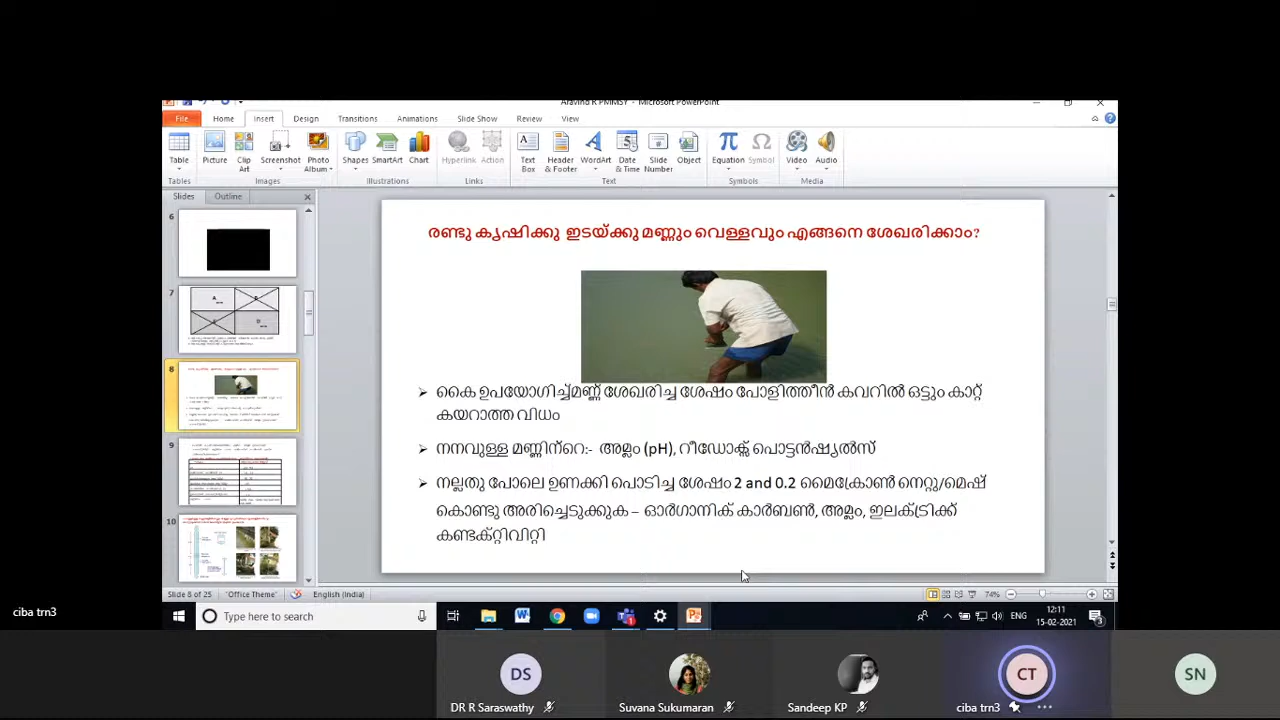 Aravind K PMMSY - Microsoft PowerPoint
File Home Insert Design Transitions Animations Slide Show Review View
Table Picture Clip Art Screenshot Photo Album Shapes SmartArt Chart Hyperlink Action Text Box Header & Footer WordArt Date & Time Slide Number Object Equation Symbol Video Audio
Tables Images Illustrations Links Text Symbols Media
Slides Outline
6
7
8
9
10
രണ്ടു കൃഷിക്കു ഇടയ്ക്കു മണ്ണും വെള്ളവും എങ്ങനെ ശേഖരിക്കാം?
കൈ ഉപയോഗിച്ച്മണ്ണ് ശേഖരിച്ച ശേഷം പോളിത്തീൻ കവറിൽ ഒട്ടും കാറ്റ്
കയറാത്ത വിധം
നനവുള്ള മണ്ണിന്റെ:- അമ്ലം (pH), റിഡോക്സ് പൊട്ടൻഷ്യൽസ്
നല്ലതുപോലെ ഉണക്കി പൊടിച്ച ശേഷം 2 and 0.2 മൈക്രോൺ നെറ്റു/മെഷ്
കൊണ്ടു അരിച്ചെടുക്കുക – ഓർഗാനിക് കാർബൺ, അമ്ലം, ഇലക്ട്രിക്ക്
കണ്ടക്റ്റിവിറ്റി
Slide 8 of 25 "Office Theme" English (India) 74%
ciba trn3
Type here to search
ENG
12:11
15-02-2021
DS CT SN
DR R Saraswathy Suvana Sukumaran Sandeep KP ciba trn3